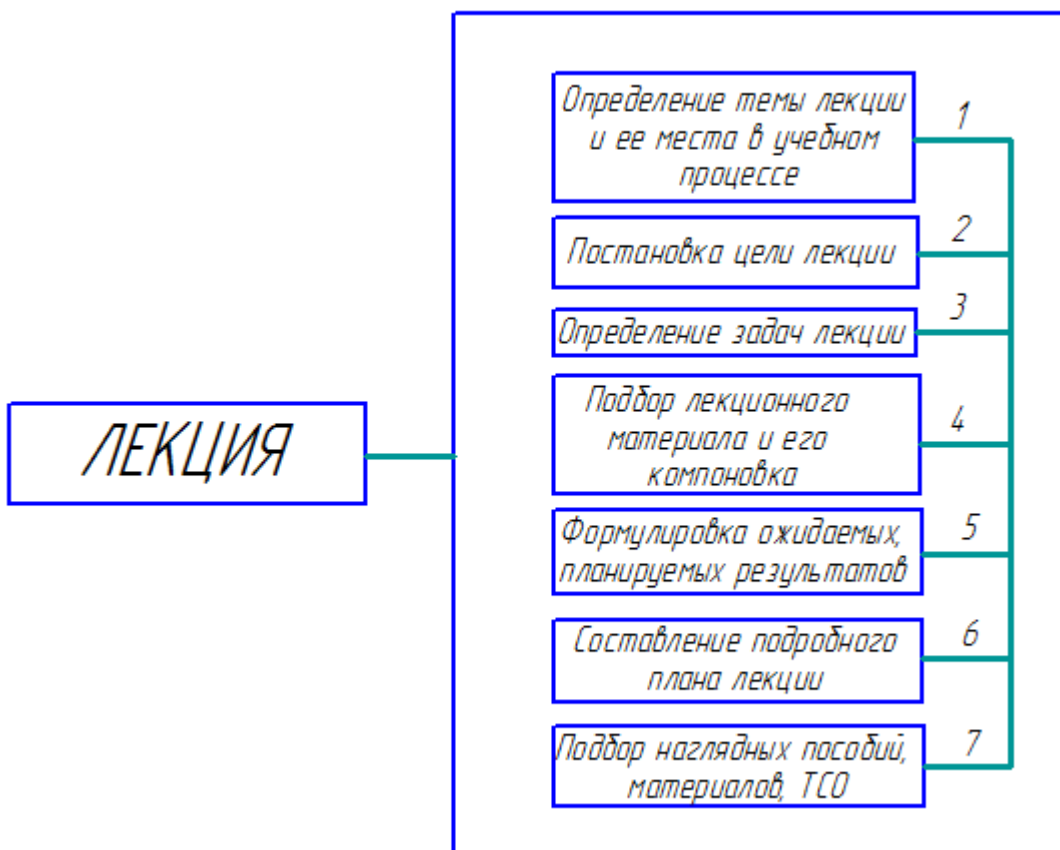 ЛЕКЦИЯ
Определение темы лекции
и ее места в учебном
процессе
1
Постановка цели лекции
2
Определение задач лекции
3
Подбор лекционного
материала и его
компоновка
4
Формулировка ожидаемых,
планируемых результатов
5
Составление подробного
плана лекции
6
Подбор наглядных пособий,
материалов, ТСО
7